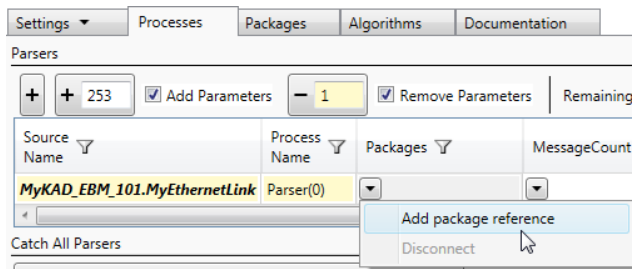 Settings Processes Packages Algorithms Documentation
Parsers
+ + 253 Add Parameters − 1 Remove Parameters Remaining
Source Name Process Name Packages MessageCount
MyKAD_EBM_101.MyEthernetLink Parser(0)
Add package reference
Catch All Parsers Disconnect